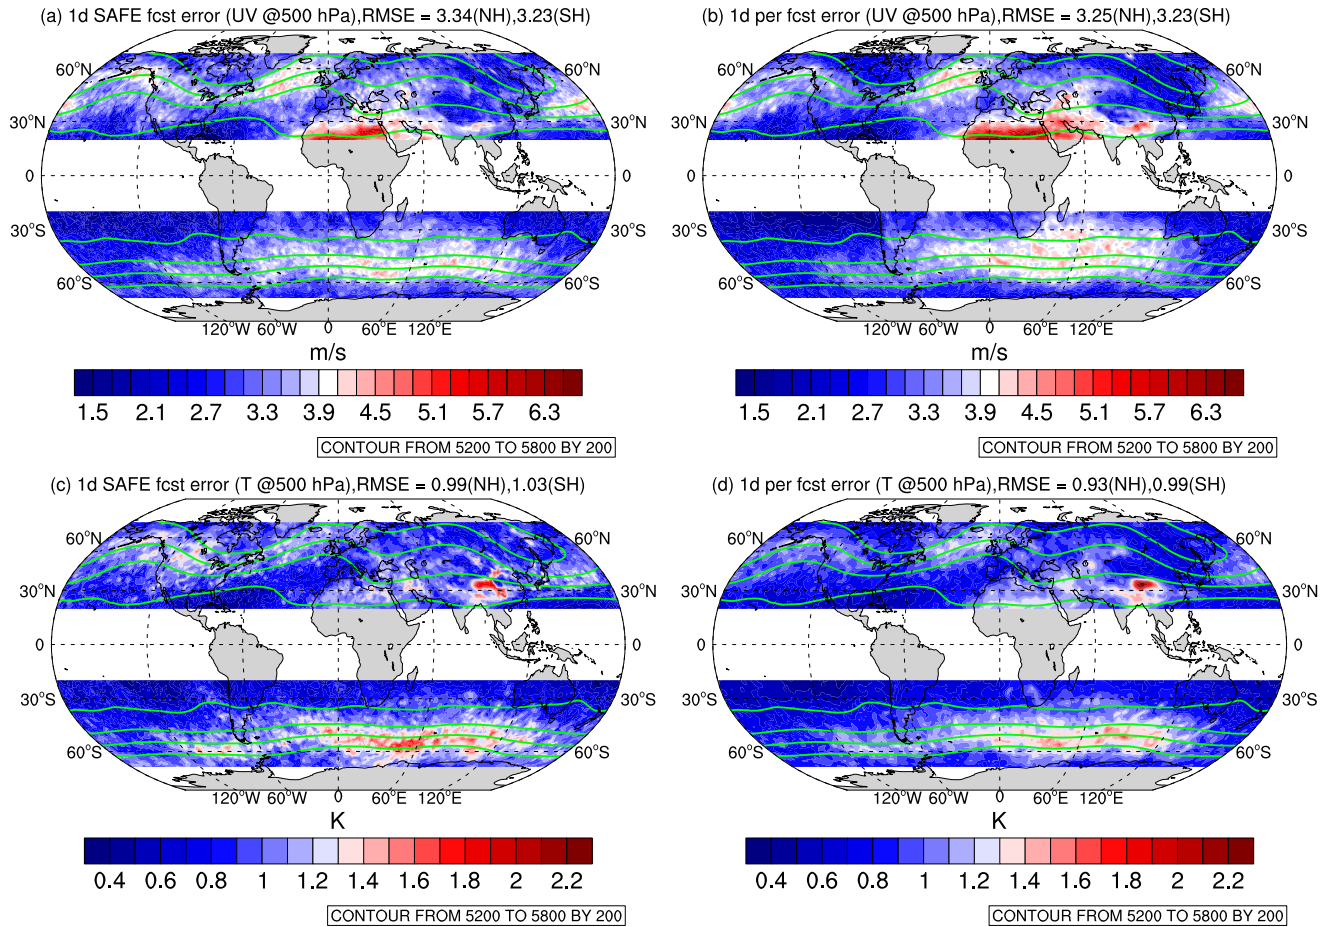 (a) 1d SAFE fcst error (UV @500 hPa),RMSE = 3.34(NH),3.23(SH)
60°N 60°N
30°N 30°N
0 0
30°S 30°S
60°S 60°S
120°W 60°W 0 60°E 120°E
m/s
1.5 2.1 2.7 3.3 3.9 4.5 5.1 5.7 6.3
CONTOUR FROM 5200 TO 5800 BY 200
(b) 1d per fcst error (UV @500 hPa),RMSE = 3.25(NH),3.23(SH)
60°N 60°N
30°N 30°N
0 0
30°S 30°S
60°S 60°S
120°W 60°W 0 60°E 120°E
m/s
1.5 2.1 2.7 3.3 3.9 4.5 5.1 5.7 6.3
CONTOUR FROM 5200 TO 5800 BY 200
(c) 1d SAFE fcst error (T @500 hPa),RMSE = 0.99(NH),1.03(SH)
60°N 60°N
30°N 30°N
0 0
30°S 30°S
60°S 60°S
120°W 60°W 0 60°E 120°E
K
0.4 0.6 0.8 1 1.2 1.4 1.6 1.8 2 2.2
CONTOUR FROM 5200 TO 5800 BY 200
(d) 1d per fcst error (T @500 hPa),RMSE = 0.93(NH),0.99(SH)
60°N 60°N
30°N 30°N
0 0
30°S 30°S
60°S 60°S
120°W 60°W 0 60°E 120°E
K
0.4 0.6 0.8 1 1.2 1.4 1.6 1.8 2 2.2
CONTOUR FROM 5200 TO 5800 BY 200